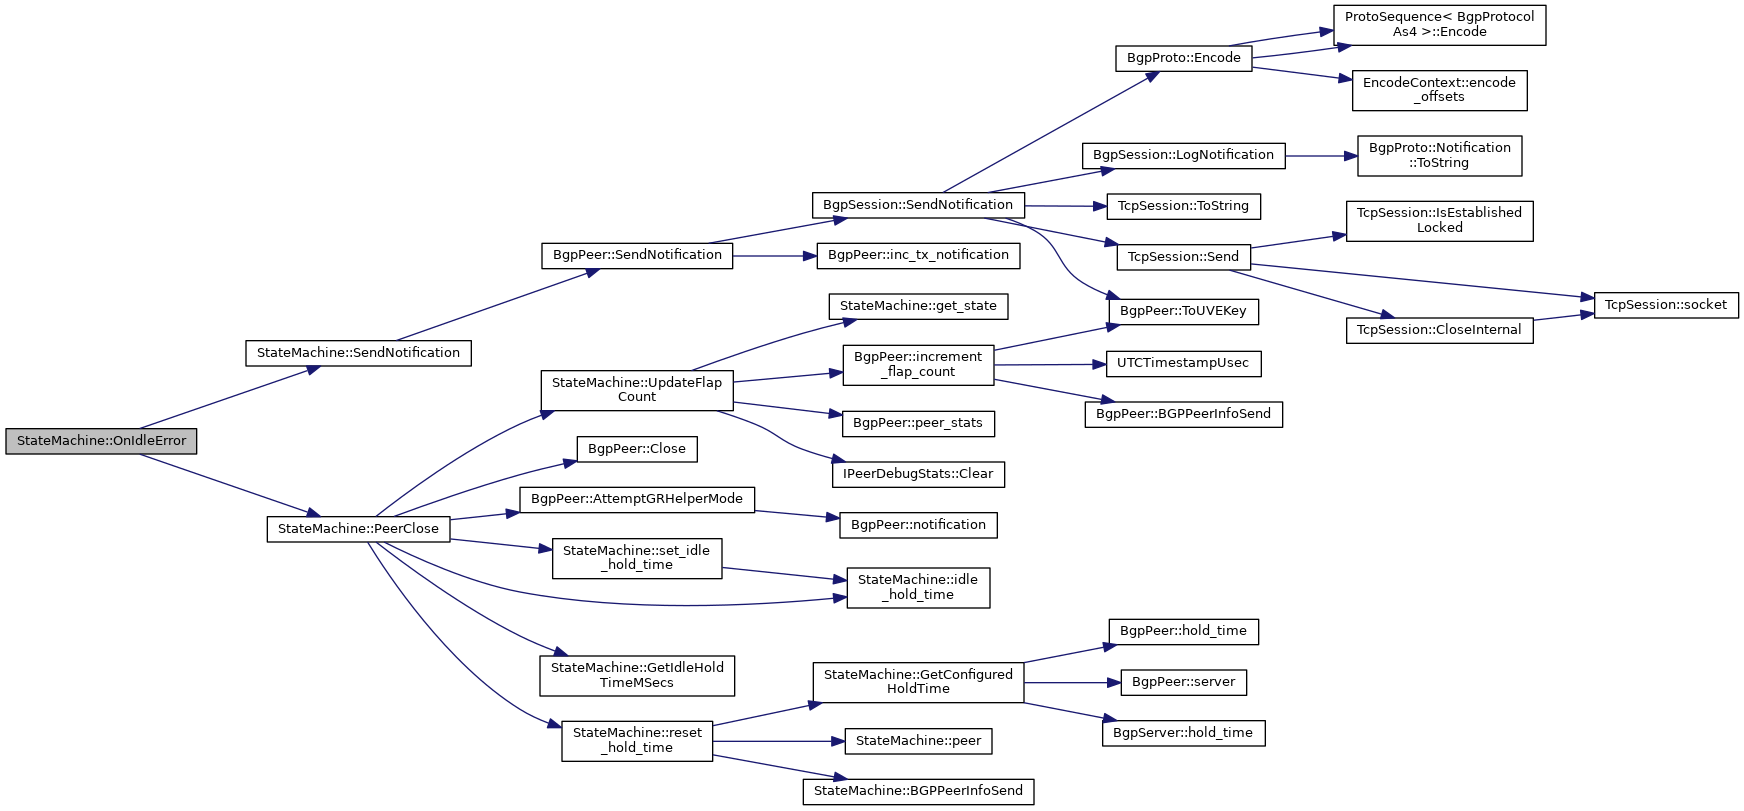 ProtoSequence< BgpProtocol
As4 >::Encode
BgpProto::Encode
EncodeContext::encode
_offsets
BgpSession::LogNotification
BgpProto::Notification
::ToString
BgpSession::SendNotification
TcpSession::ToString
TcpSession::IsEstablished
Locked
BgpPeer::SendNotification
BgpPeer::inc_tx_notification
TcpSession::Send
StateMachine::get_state
BgpPeer::ToUVEKey
TcpSession::socket
TcpSession::CloseInternal
StateMachine::SendNotification
BgpPeer::increment
_flap_count
UTCTimestampUsec
StateMachine::UpdateFlap
Count
BgpPeer::BGPPeerInfoSend
BgpPeer::peer_stats
StateMachine::OnIdleError
BgpPeer::Close
IPeerDebugStats::Clear
BgpPeer::AttemptGRHelperMode
BgpPeer::notification
StateMachine::PeerClose
StateMachine::set_idle
_hold_time
StateMachine::idle
_hold_time
BgpPeer::hold_time
StateMachine::GetIdleHold
TimeMSecs
StateMachine::GetConfigured
HoldTime
BgpPeer::server
StateMachine::reset
_hold_time
BgpServer::hold_time
StateMachine::peer
StateMachine::BGPPeerInfoSend